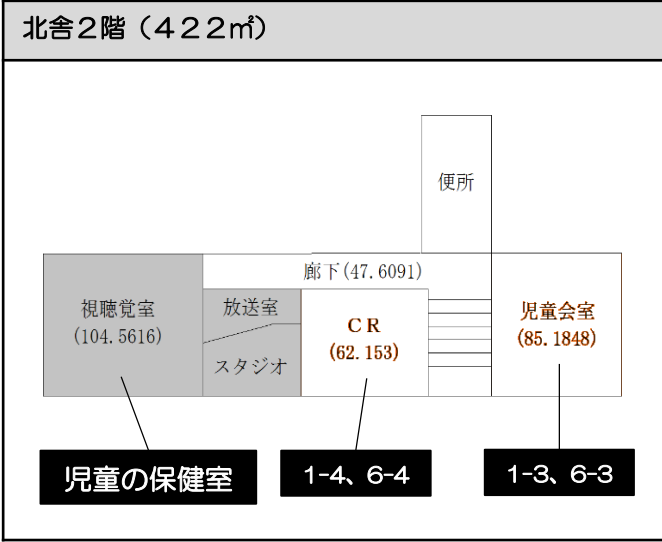 北舎２階（４２２㎡）
便所
廊下(47.6091)
視聴覚室
(104.5616)
放送室
スタジオ
ＣＲ
(62.153)
児童会室
(85.1848)
児童の保健室
1-4、6-4
1-3、6-3